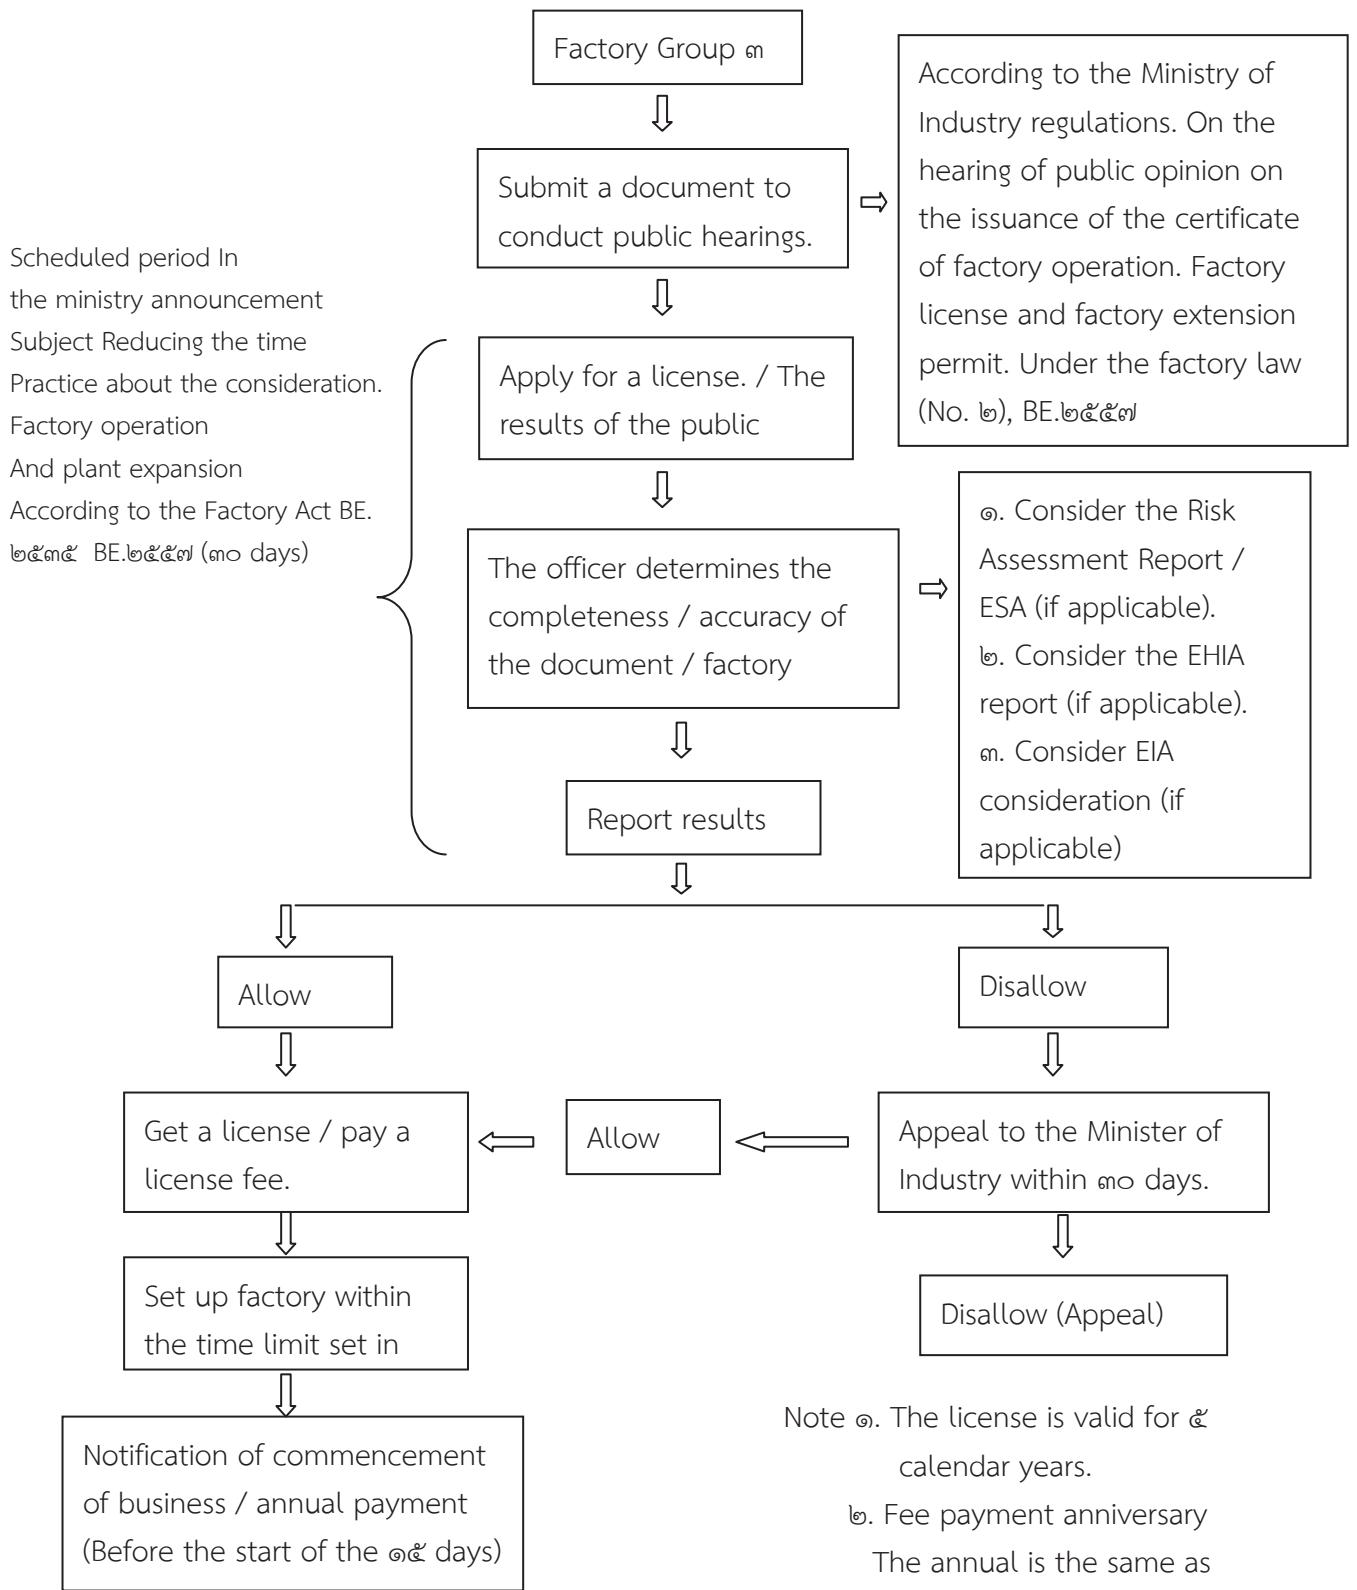 Factory Group ๓
Submit a document to
conduct public hearings.
According to the Ministry of
Industry regulations. On the
hearing of public opinion on
the issuance of the certificate
of factory operation. Factory
license and factory extension
permit. Under the factory law
(No. ๒), BE.๒๕๕๗
Scheduled period In
the ministry announcement
Subject Reducing the time
Practice about the consideration.
Factory operation
And plant expansion
According to the Factory Act BE.
๒๕๓๕ BE.๒๕๕๗ (๓๐ days)
Apply for a license. / The
results of the public
The officer determines the
completeness / accuracy of
the document / factory
๑. Consider the Risk
Assessment Report /
ESA (if applicable).
๒. Consider the EHIA
report (if applicable).
๓. Consider EIA
consideration (if
applicable)
Report results
Allow
Disallow
Get a license / pay a
license fee.
Allow
Appeal to the Minister of
Industry within ๓๐ days.
Set up factory within
the time limit set in
Disallow (Appeal)
Notification of commencement
of business / annual payment
(Before the start of the ๑๕ days)
Note ๑. The license is valid for ๕
calendar years.
๒. Fee payment anniversary
The annual is the same as